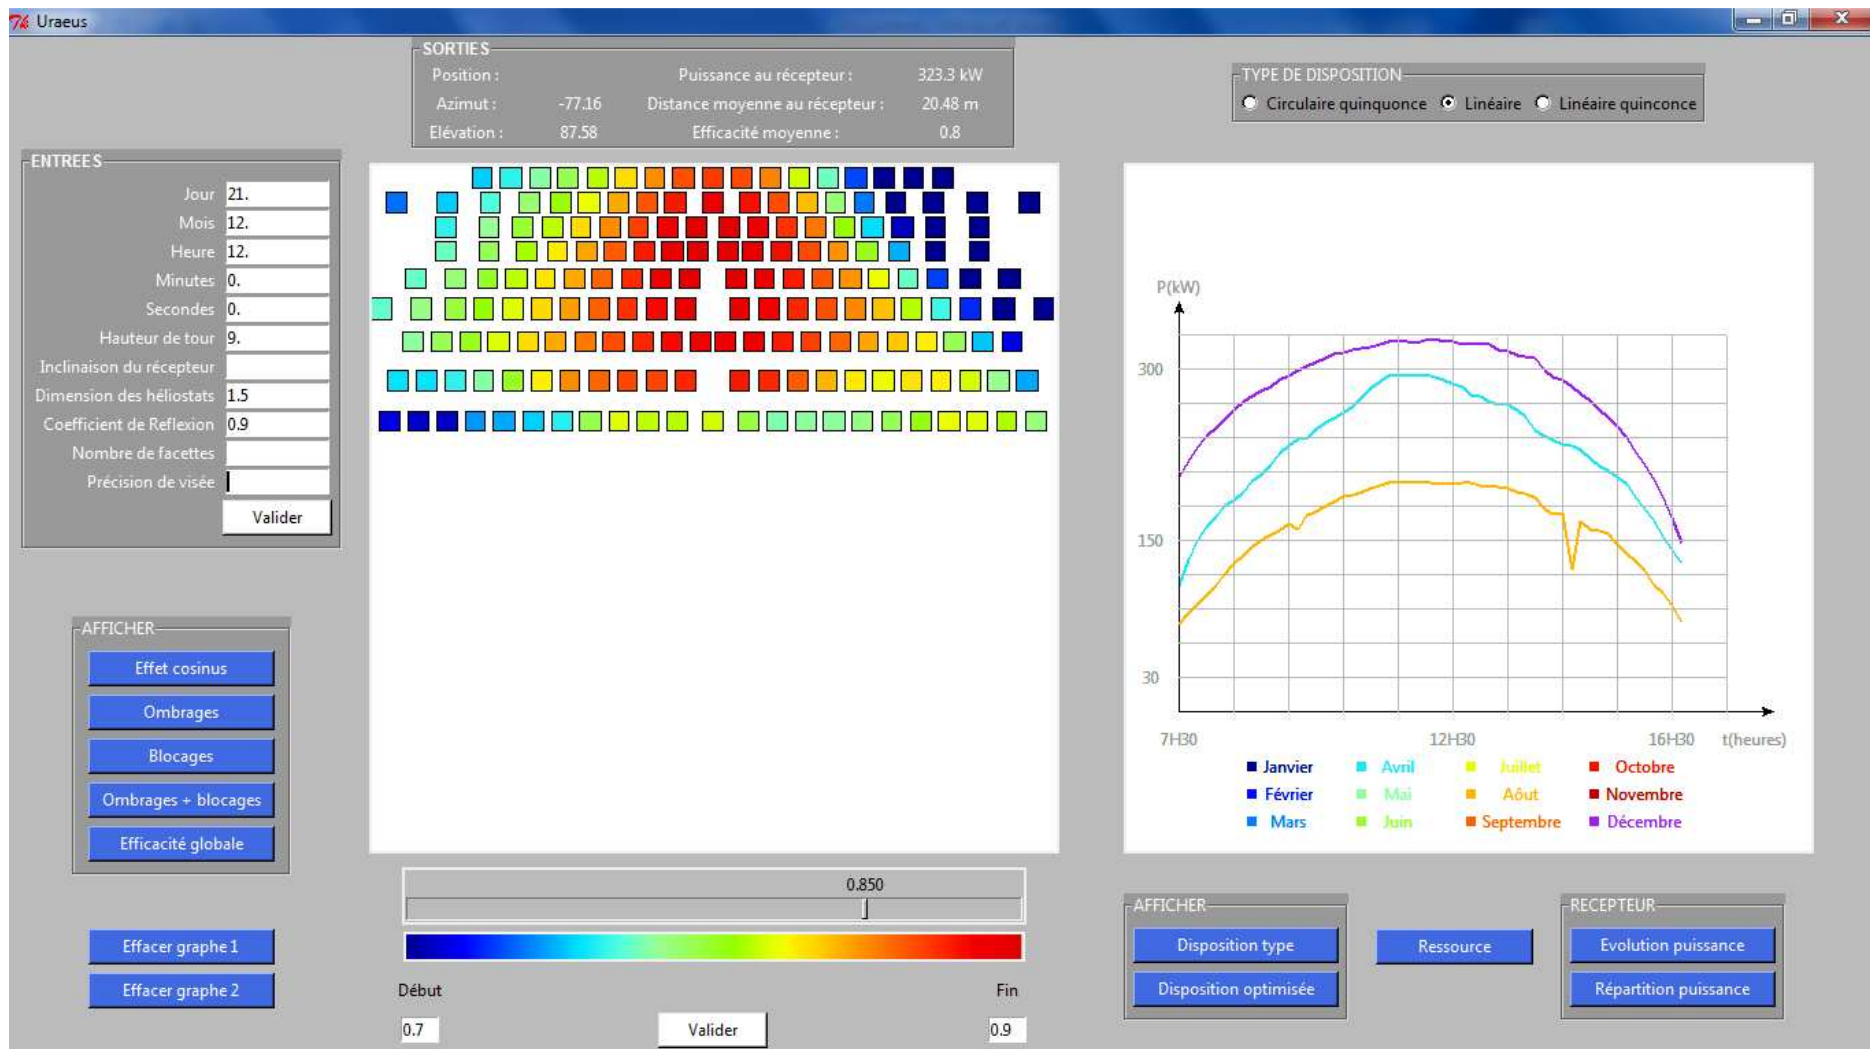 Uraeus
SORTIES
Position :
Puissance au récepteur : 323.3 kW
Azimut : -77.16
Distance moyenne au récepteur : 20.48 m
Elévation : 87.58
Efficacité moyenne : 0.8
TYPE DE DISPOSITION
Circulaire quinquonce Linéaire Linéaire quinconce
ENTREES
Jour 21.
Mois 12.
Heure 12.
Minutes 0.
Secondes 0.
Hauteur de tour 9.
Inclinaison du récepteur
Dimension des héliostats 1.5
Coefficient de Reflexion 0.9
Nombre de facettes
Précision de visée
Valider
AFFICHER
Effet cosinus
Ombrages
Blocages
Ombrages + blocages
Efficacité globale
Effacer graphe 1
Effacer graphe 2
0.850
Début Fin
0.7 Valider 0.9
P(kW)
300
150
30
7H30 12H30 16H30 t(heures)
Janvier Avril Juillet Octobre
Février Mai Aôut Novembre
Mars Juin Septembre Décembre
AFFICHER
Disposition type
Disposition optimisée
Ressource
RECEPTEUR
Evolution puissance
Répartition puissance